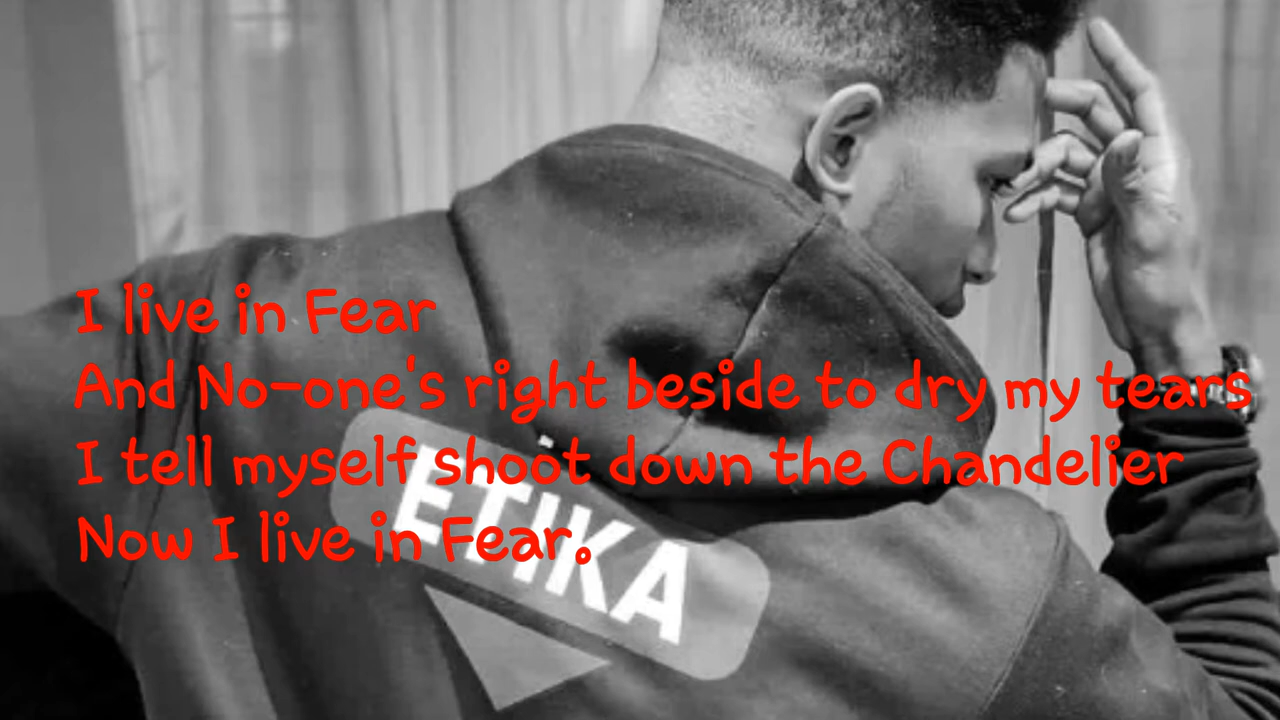 I live in Fear
And No-one's right beside to dry my tears
I tell myself shoot down the Chandelier
Now I live in Fear.
ETIKA